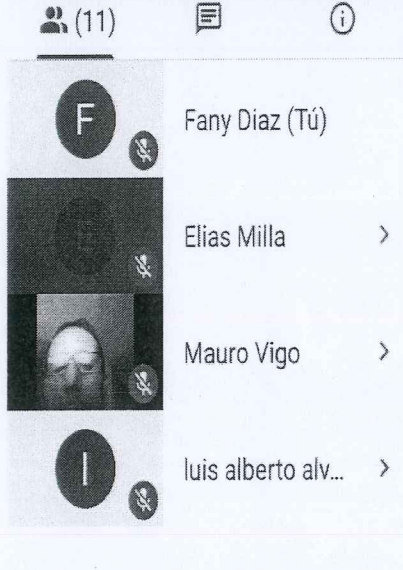 (11)
F
Fany Diaz (Tú)
Elias Milla
Mauro Vigo
l
luis alberto alv...